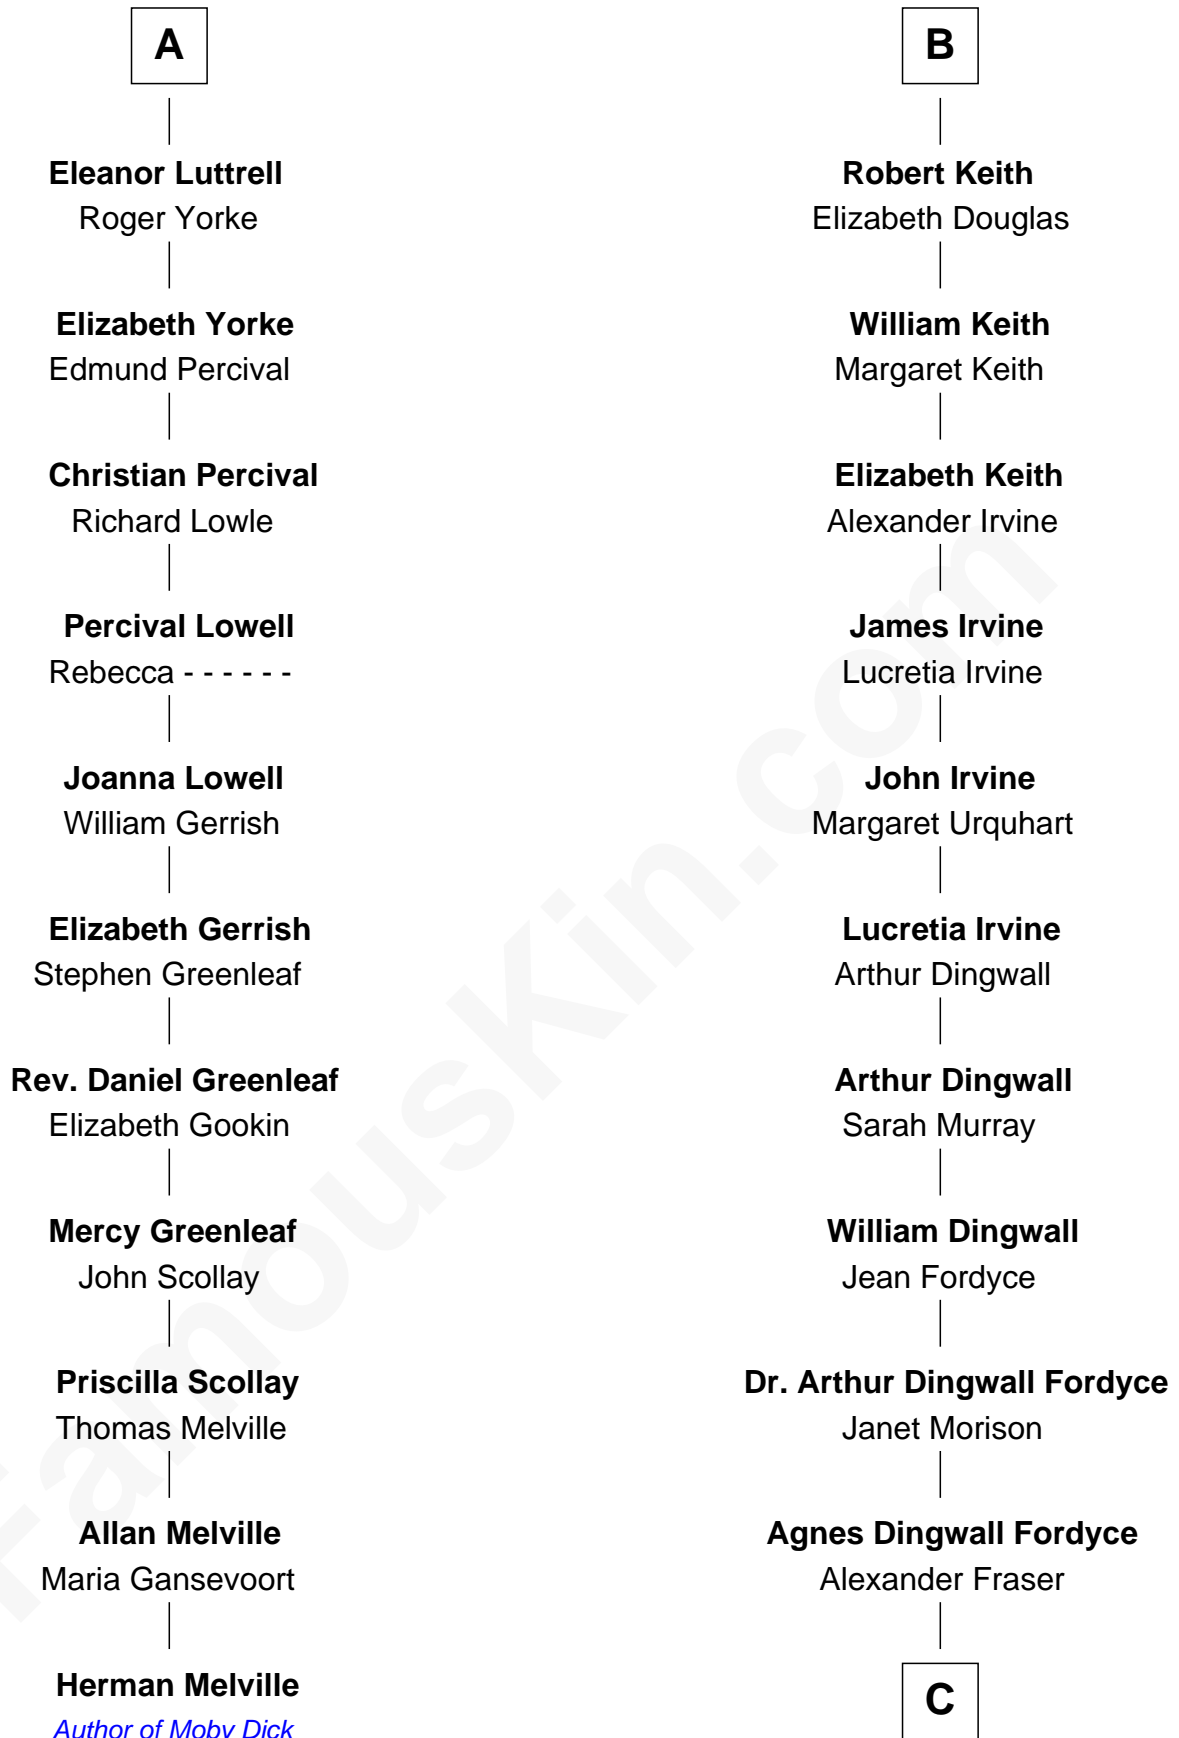 A
Eleanor Luttrell
Roger Yorke
Elizabeth Yorke
Edmund Percival
Christian Percival
Richard Lowle
Percival Lowell
Rebecca - - - - - -
Joanna Lowell
William Gerrish
Elizabeth Gerrish
Stephen Greenleaf
Rev. Daniel Greenleaf
Elizabeth Gookin
Mercy Greenleaf
John Scollay
Priscilla Scollay
Thomas Melville
Allan Melville
Maria Gansevoort
Herman Melville
Author of Moby Dick
B
Robert Keith
Elizabeth Douglas
William Keith
Margaret Keith
Elizabeth Keith
Alexander Irvine
James Irvine
Lucretia Irvine
John Irvine
Margaret Urquhart
Lucretia Irvine
Arthur Dingwall
Arthur Dingwall
Sarah Murray
William Dingwall
Jean Fordyce
Dr. Arthur Dingwall Fordyce
Janet Morison
Agnes Dingwall Fordyce
Alexander Fraser
C
FamousKin.com